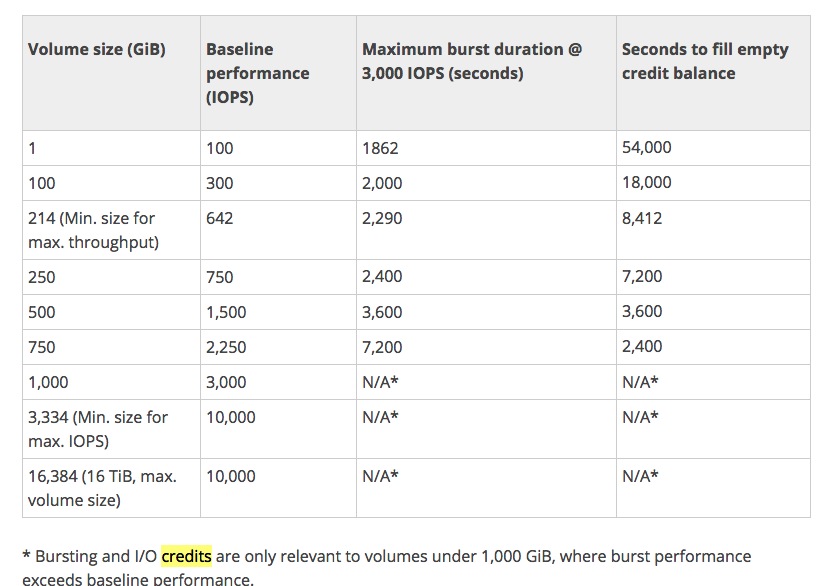 Volume size (GiB) Baseline performance (IOPS) Maximum burst duration @ 3,000 IOPS (seconds) Seconds to fill empty credit balance
1 100 1862 54,000
100 300 2,000 18,000
214 (Min. size for max. throughput) 642 2,290 8,412
250 750 2,400 7,200
500 1,500 3,600 3,600
750 2,250 7,200 2,400
1,000 3,000 N/A* N/A*
3,334 (Min. size for max. IOPS) 10,000 N/A* N/A*
16,384 (16 TiB, max. volume size) 10,000 N/A* N/A*
* Bursting and I/O credits are only relevant to volumes under 1,000 GiB, where burst performance
exceeds baseline performance.